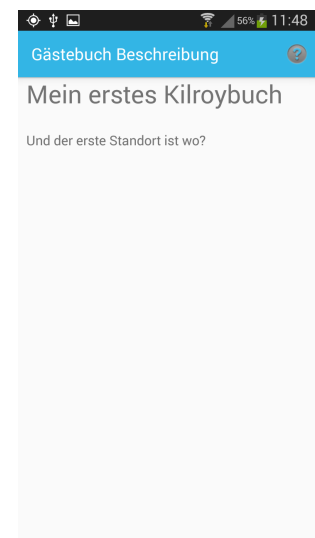 56% 11:48
Gästebuch Beschreibung ?
Mein erstes Kilroybuch
Und der erste Standort ist wo?